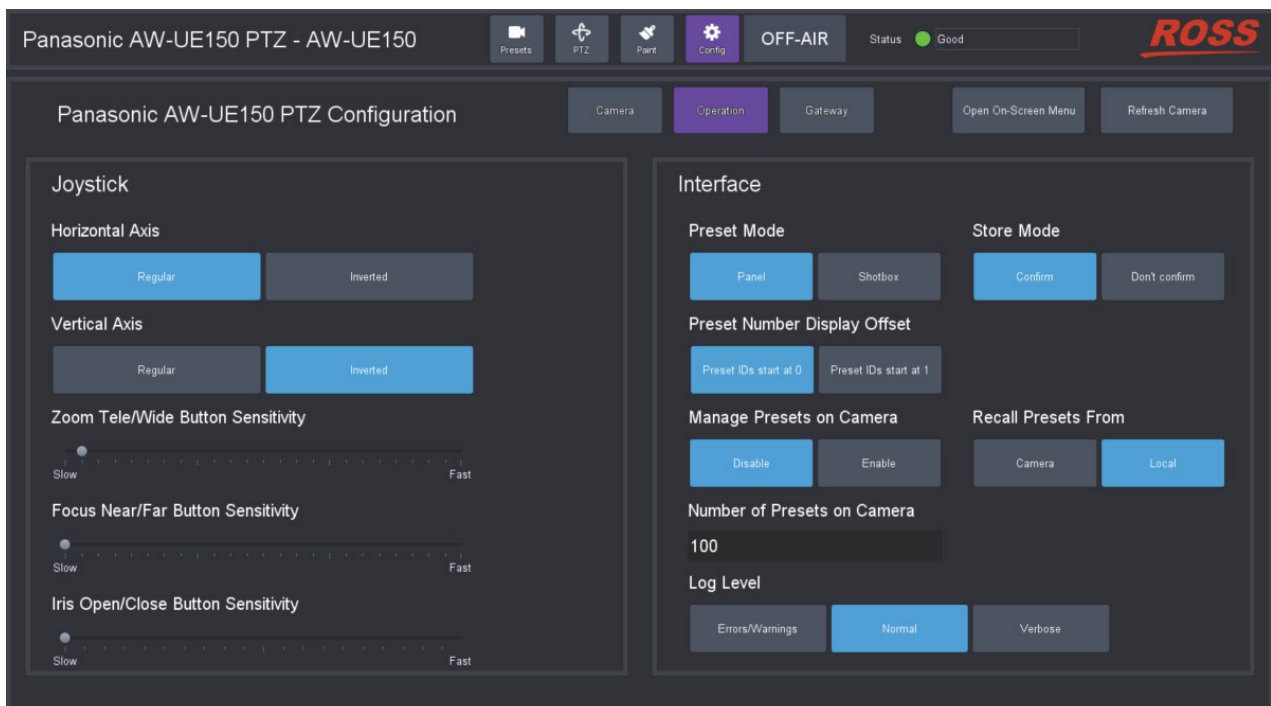 Panasonic AW-UE150 PTZ - AW-UE150
Presets
PTZ
Paint
Config
OFF-AIR
Status
Good
ROSS
Panasonic AW-UE150 PTZ Configuration
Camera
Operation
Gateway
Open On-Screen Menu
Refresh Camera
Joystick
Horizontal Axis
Regular
Inverted
Vertical Axis
Regular
Inverted
Zoom Tele/Wide Button Sensitivity
Slow
Fast
Focus Near/Far Button Sensitivity
Slow
Fast
Iris Open/Close Button Sensitivity
Slow
Fast
Interface
Preset Mode
Store Mode
Panel
Shotbox
Confirm
Don't confirm
Preset Number Display Offset
Preset IDs start at 0
Preset IDs start at 1
Manage Presets on Camera
Recall Presets From
Disable
Enable
Camera
Local
Number of Presets on Camera
100
Log Level
Errors/Warnings
Normal
Verbose